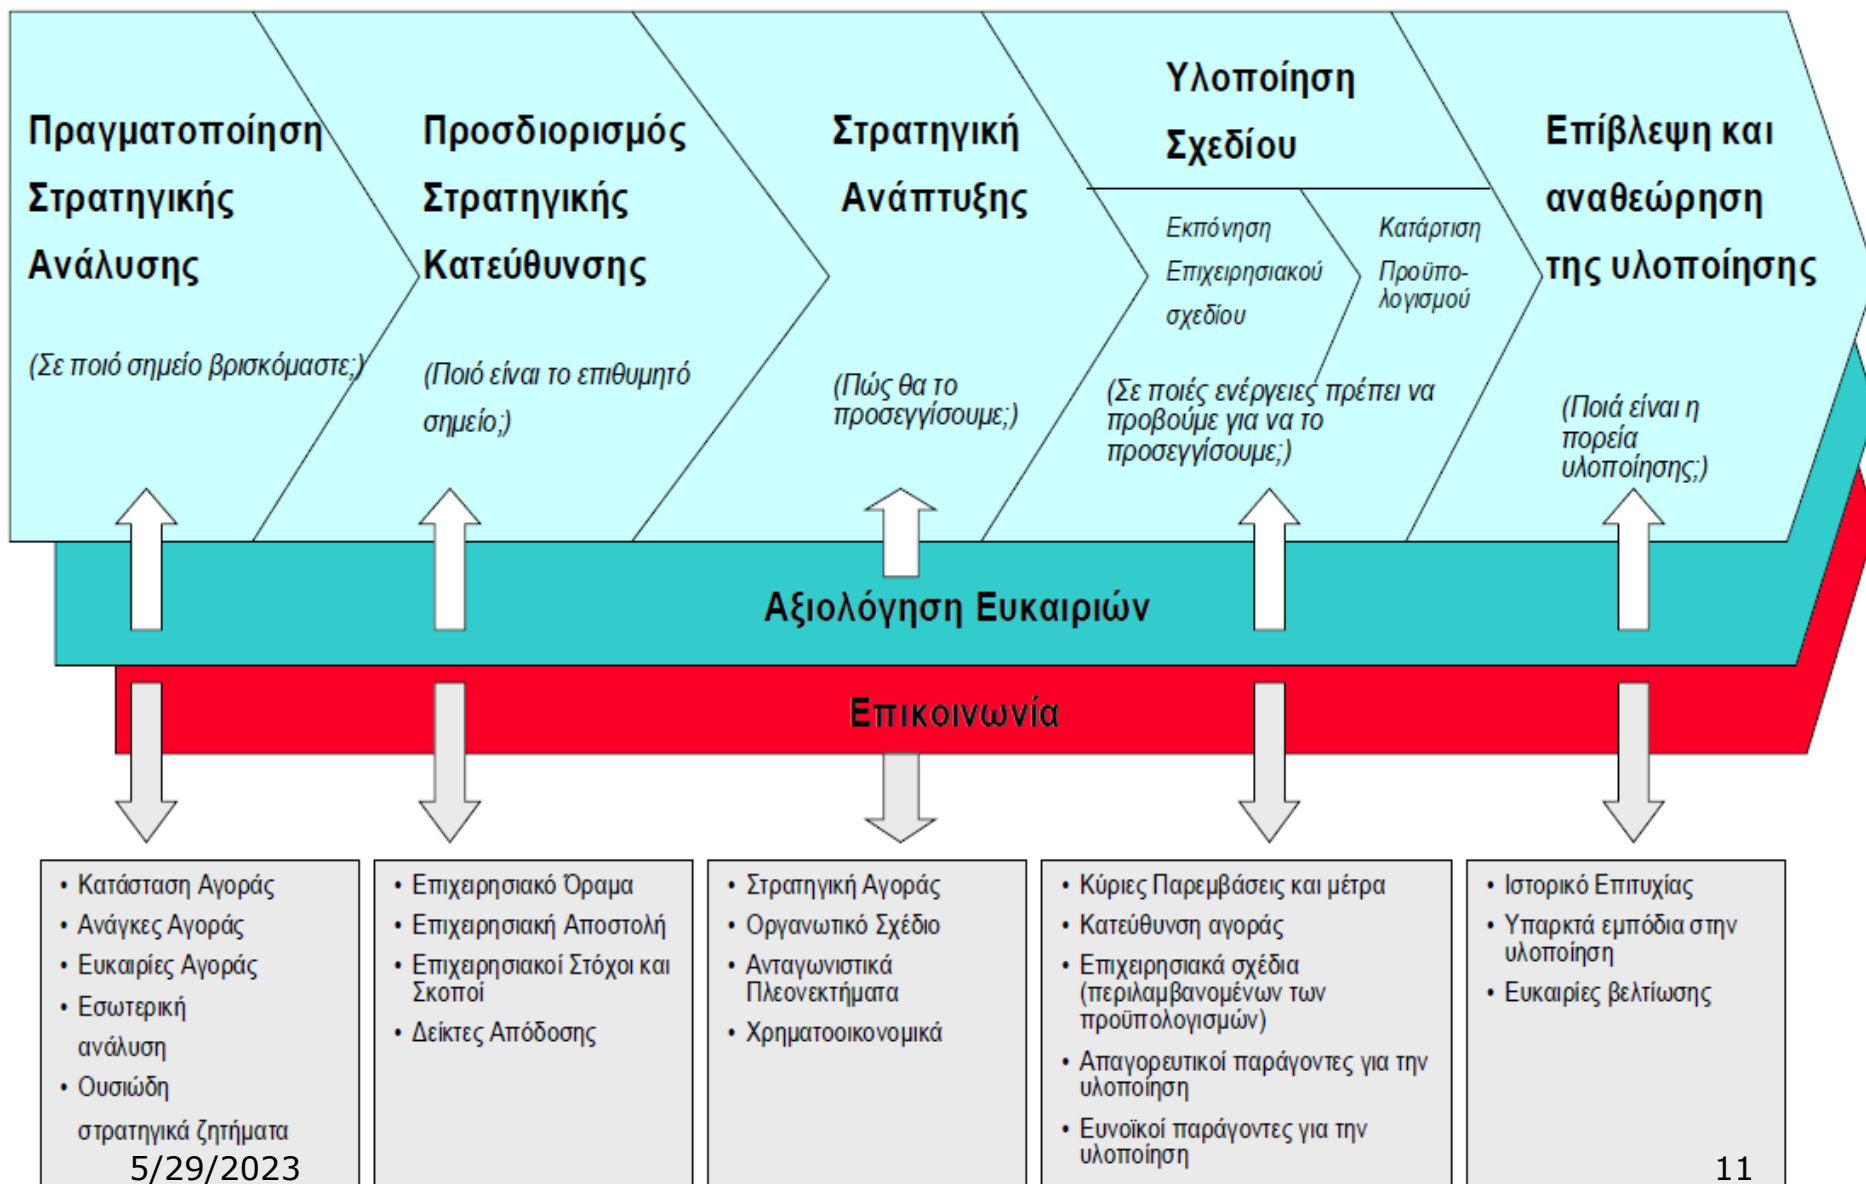 Πραγματοποίηση
Στρατηγικής
Ανάλυσης
(Σε ποιό σημείο βρισκόμαστε;)
Προσδιορισμός
Στρατηγικής
Κατεύθυνσης
(Ποιό είναι το επιθυμητό
σημείο;)
Στρατηγική
Ανάπτυξης
(Πώς θα το
προσεγγίσουμε;)
Υλοποίηση
Σχεδίου
Εκπόνηση
Επιχειρησιακού
σχεδίου
Κατάρτιση
Προϋπο-
λογισμού
(Σε ποιές ενέργειες πρέπει να
προβούμε για να το
προσεγγίσουμε;)
Επίβλεψη και
αναθεώρηση
της υλοποίησης
(Ποιά είναι η
πορεία
υλοποίησης;)
Αξιολόγηση Ευκαιριών
Επικοινωνία
• Κατάσταση Αγοράς
• Ανάγκες Αγοράς
• Ευκαιρίες Αγοράς
• Εσωτερική
ανάλυση
• Ουσιώδη
στρατηγικά ζητήματα
• Επιχειρησιακό Όραμα
• Επιχειρησιακή Αποστολή
• Επιχειρησιακοί Στόχοι και
Σκοποί
• Δείκτες Απόδοσης
• Στρατηγική Αγοράς
• Οργανωτικό Σχέδιο
• Ανταγωνιστικά
Πλεονεκτήματα
• Χρηματοοικονομικά
• Κύριες Παρεμβάσεις και μέτρα
• Κατεύθυνση αγοράς
• Επιχειρησιακά σχέδια
(περιλαμβανομένων των
προϋπολογισμών)
• Απαγορευτικοί παράγοντες για την
υλοποίηση
• Ευνοϊκοί παράγοντες για την
υλοποίηση
• Ιστορικό Επιτυχίας
• Υπαρκτά εμπόδια στην
υλοποίηση
• Ευκαιρίες βελτίωσης
5/29/2023
11